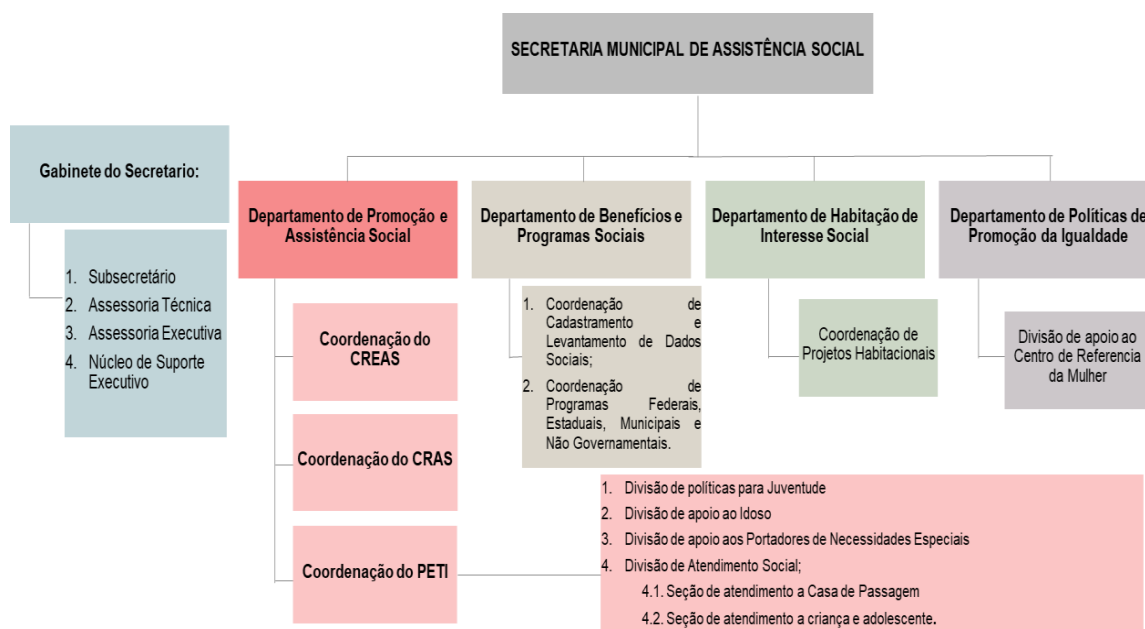 SECRETARIA MUNICIPAL DE ASSISTÊNCIA SOCIAL
Gabinete do Secretario:
1. Subsecretário
2. Assessoria Técnica
3. Assessoria Executiva
4. Núcleo de Suporte
Executivo
Departamento de Promoção e
Assistência Social
Coordenação do
CREAS
Coordenação do CRAS
Coordenação do PETI
1. Divisão de políticas para Juventude
2. Divisão de apoio ao Idoso
3. Divisão de apoio aos Portadores de Necessidades Especiais
4. Divisão de Atendimento Social;
4.1. Seção de atendimento a Casa de Passagem
4.2. Seção de atendimento a criança e adolescente.
Departamento de Benefícios e
Programas Sociais
1. Coordenação de
Cadastramento e
Levantamento de Dados
Sociais;
2. Coordenação de
Programas Federais,
Estaduais, Municipais e
Não Governamentais.
Departamento de Habitação de
Interesse Social
Coordenação de
Projetos Habitacionais
Departamento de Políticas de
Promoção da Igualdade
Divisão de apoio ao
Centro de Referencia
da Mulher